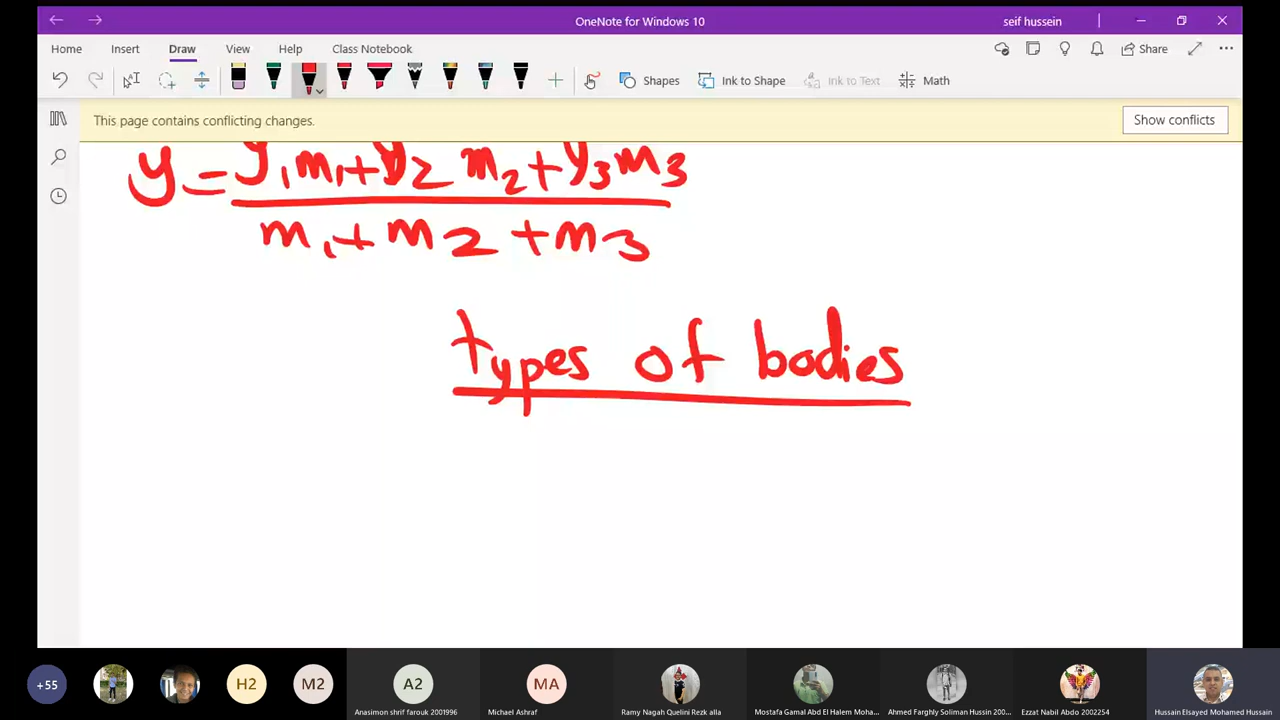 OneNote for Windows 10
seif hussein
Home Insert Draw View Help Class Notebook
Share
Shapes Ink to Shape Ink to Text Math
This page contains conflicting changes.
Show conflicts
y = y1m1+y2 m2+y3m3
m1+m2+m3
types of bodies
+55 H2 M2 A2 MA
Anasimon shrif farouk 2001996 Michael Ashraf Ramy Nagah Quelini Rezk alla Mostafa Gamal Abd El Halem Moha... Ahmed Farghly Soliman Hussin 200... Ezzat Nabil Abdo 2002254 Hussain Elsayed Mohamed Hussain